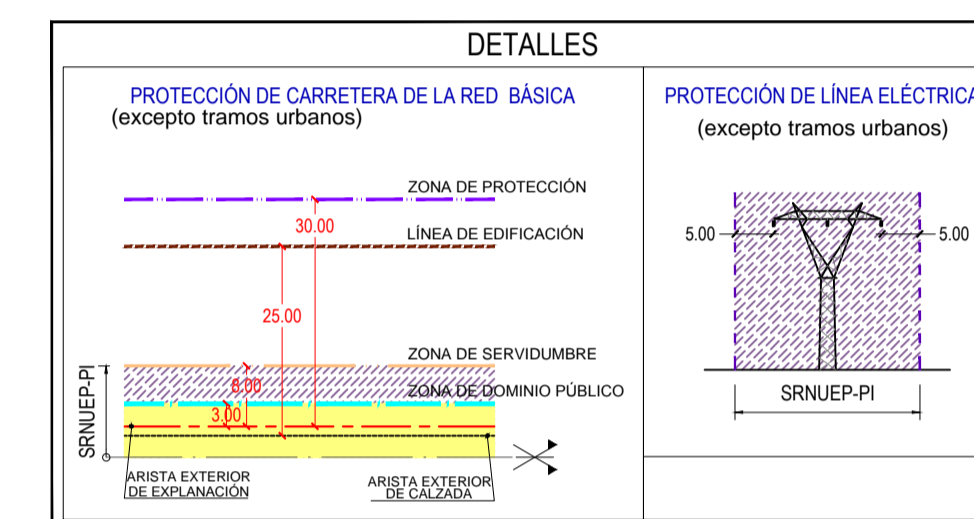 DETALLES
PROTECCIÓN DE CARRETERA DE LA RED BÁSICA
(excepto tramos urbanos)
ZONA DE PROTECCIÓN
30.00
LÍNEA DE EDIFICACIÓN
25.00
ZONA DE SERVIDUMBRE
8.00
ZONA DE DOMINIO PÚBLICO
3.00
SRNUEP-PI
ARISTA EXTERIOR
DE EXPLANACIÓN
ARISTA EXTERIOR
DE CALZADA
PROTECCIÓN DE LÍNEA ELÉCTRICA
(excepto tramos urbanos)
5.00
5.00
SRNUEP-PI